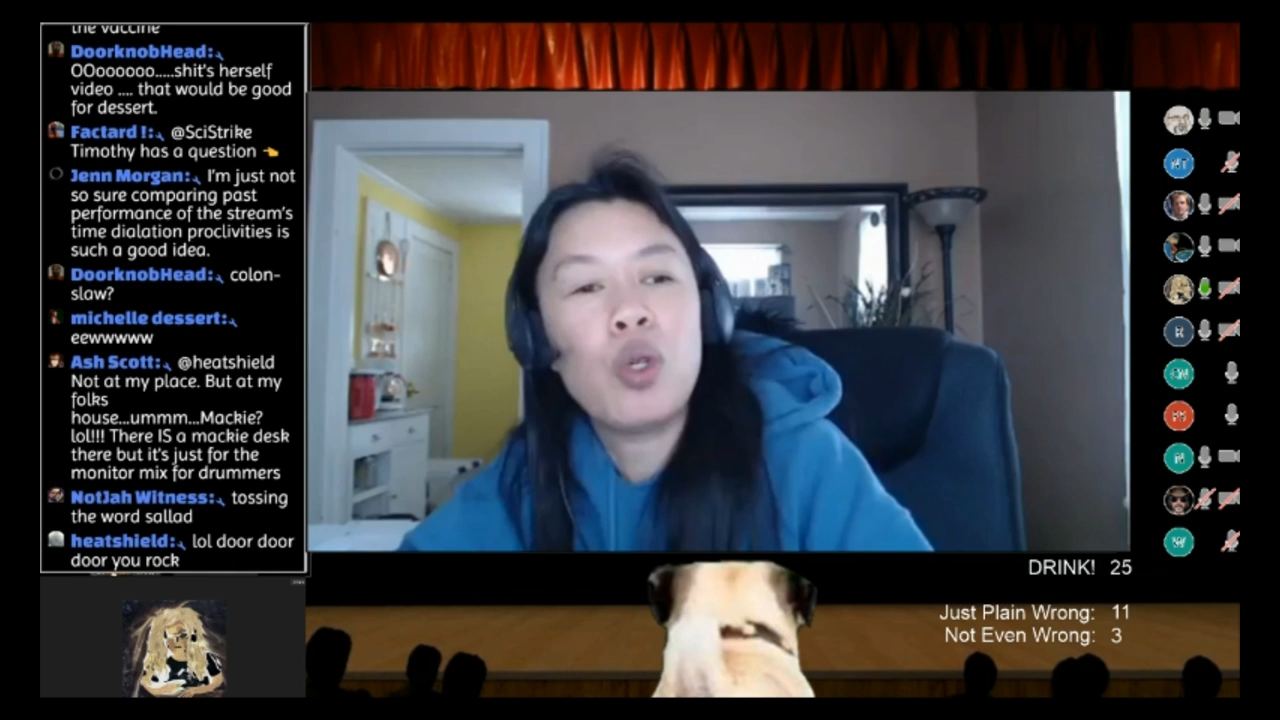 the vaccine
DoorknobHead:
OOoooooo.....shit's herself
video .... that would be good
for dessert.
Factard !: @SciStrike
Timothy has a question
Jenn Morgan: I'm just not
so sure comparing past
performance of the stream's
time dialation proclivities is
such a good idea.
DoorknobHead: colon-
slaw?
michelle dessert:
eewwwww
Ash Scott: @heatshield
Not at my place. But at my
folks
house...ummm...Mackie?
lol!!! There IS a mackie desk
there but it's just for the
monitor mix for drummers
NotJah Witness: tossing
the word sallad
heatshield: lol door door
door you rock
DRINK! 25
Just Plain Wrong: 11
Not Even Wrong: 3